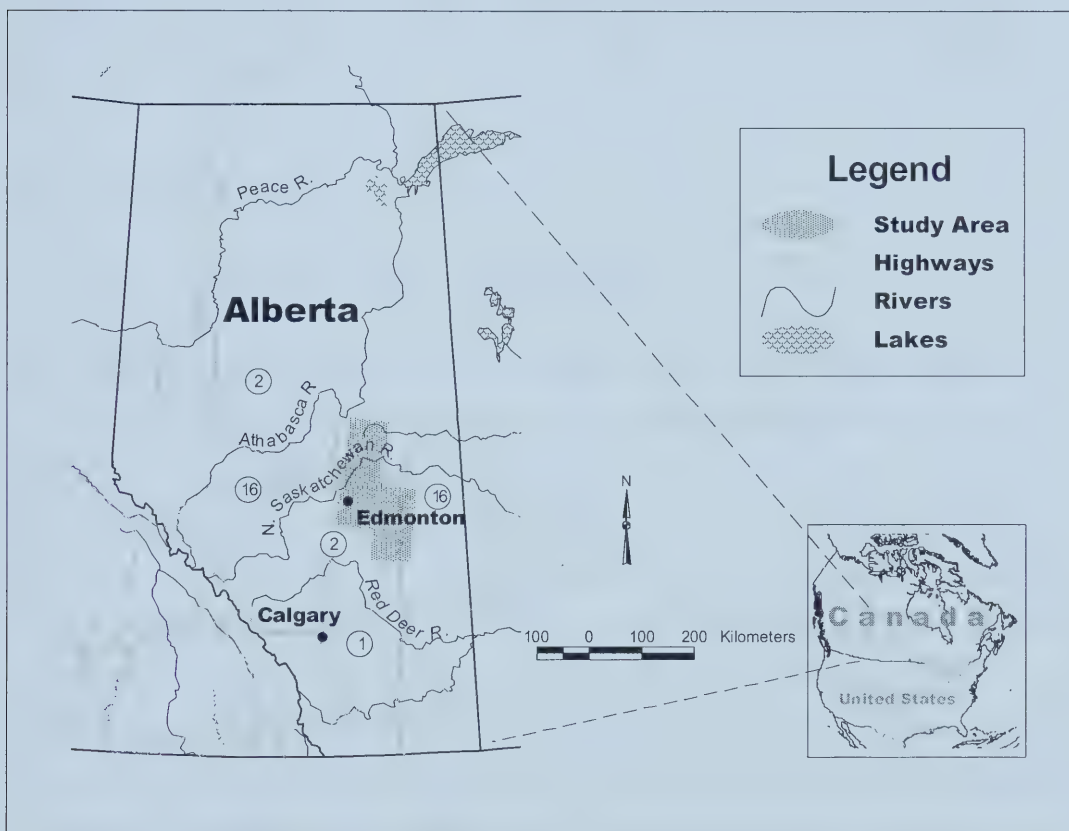 Peace R.
Alberta
2
Athabasca R.
16
N. Saskatchewan R.
16
Edmonton
2
Red Deer R.
Calgary
1
Legend
Study Area
Highways
Rivers
Lakes
N
100 0 100 200 Kilometers
Canada
United States